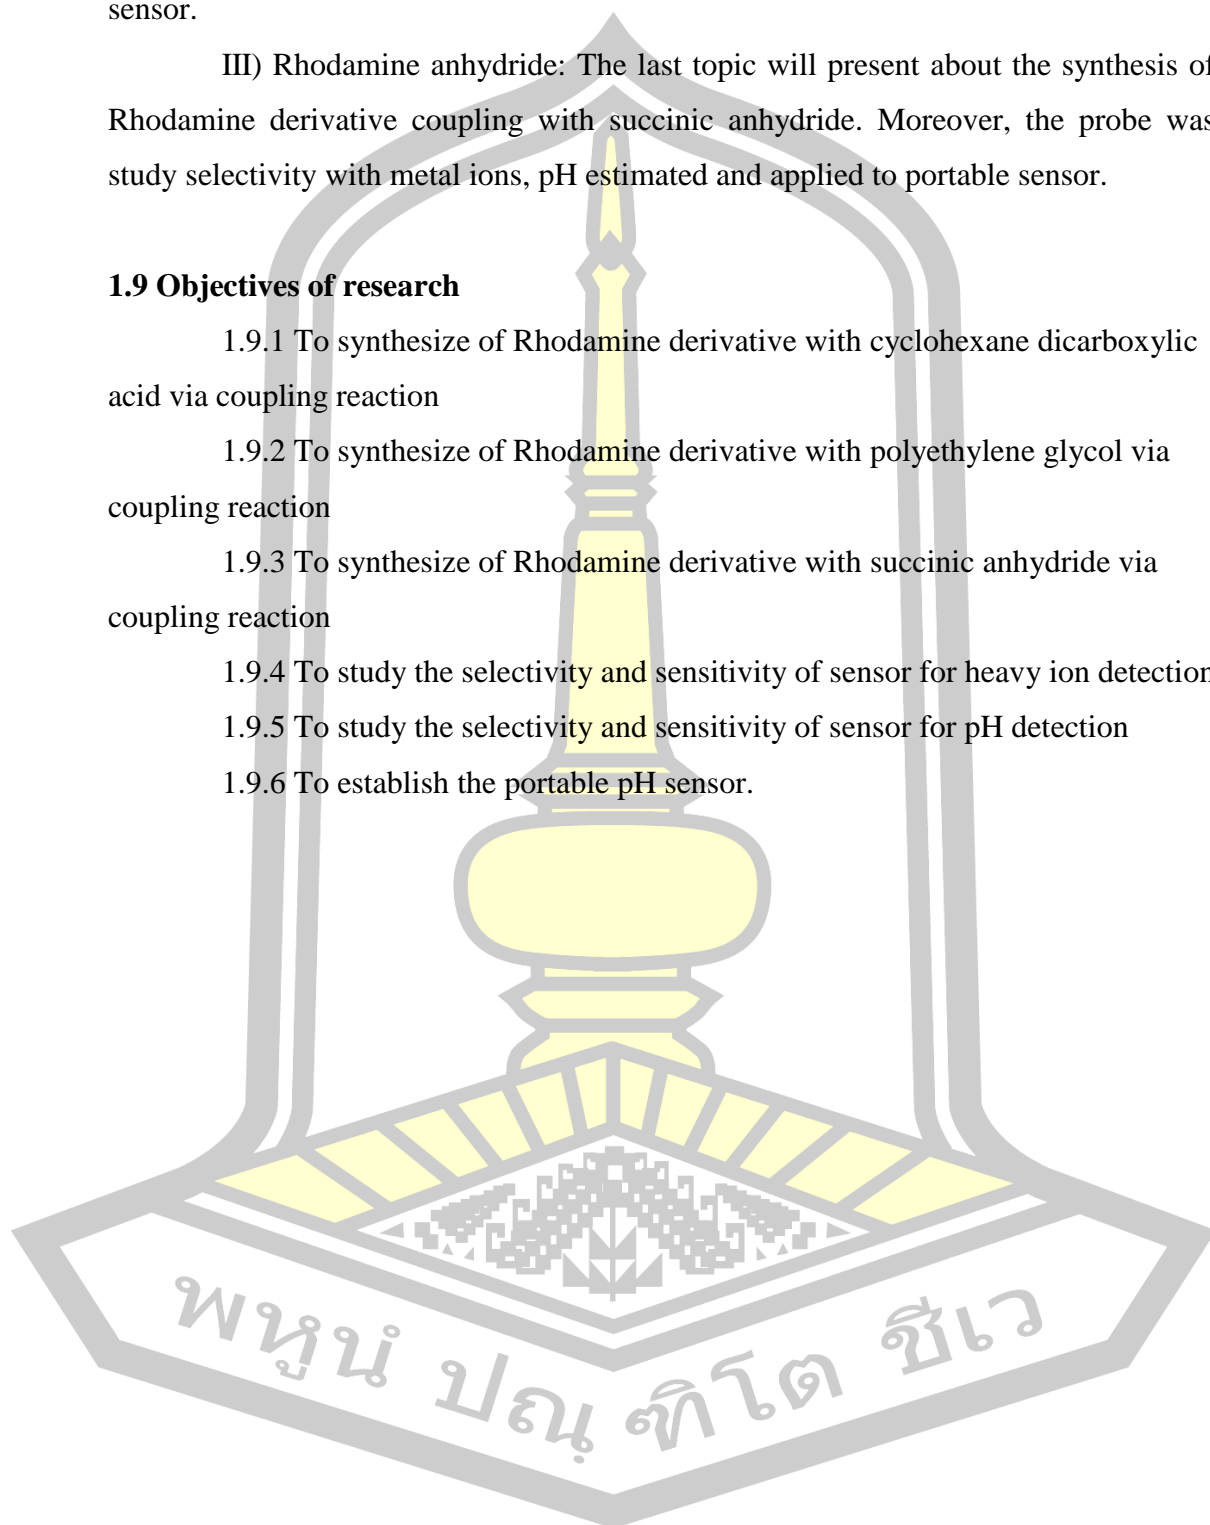 sensor.
III) Rhodamine anhydride: The last topic will present about the synthesis of
Rhodamine derivative coupling with succinic anhydride. Moreover, the probe was
study selectivity with metal ions, pH estimated and applied to portable sensor.
1.9 Objectives of research
1.9.1 To synthesize of Rhodamine derivative with cyclohexane dicarboxylic
acid via coupling reaction
1.9.2 To synthesize of Rhodamine derivative with polyethylene glycol via
coupling reaction
1.9.3 To synthesize of Rhodamine derivative with succinic anhydride via
coupling reaction
1.9.4 To study the selectivity and sensitivity of sensor for heavy ion detection
1.9.5 To study the selectivity and sensitivity of sensor for pH detection
1.9.6 To establish the portable pH sensor.
พหูนํ ปณฺฑิโต ชีเว